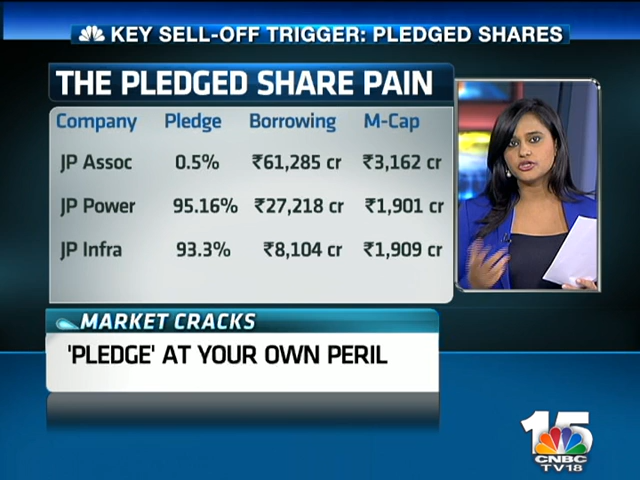 KEY SELL-OFF TRIGGER: PLEDGED SHARES
THE PLEDGED SHARE PAIN
Company Pledge Borrowing M-Cap
JP Assoc 0.5% ₹61,285 cr ₹3,162 cr
JP Power 95.16% ₹27,218 cr ₹1,901 cr
JP Infra 93.3% ₹8,104 cr ₹1,909 cr
MARKET CRACKS
'PLEDGE' AT YOUR OWN PERIL
15
CNBC
TV18